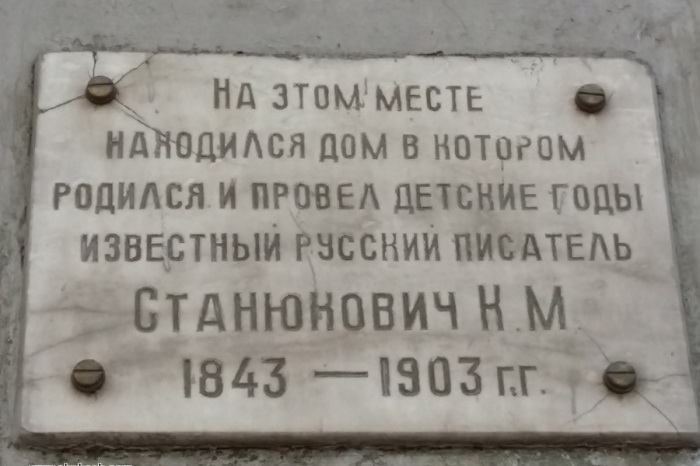 На этом месте
находился дом в котором
родился и провел детские годы
известный русский писатель
Станюкович К. М.
1843 — 1903 г.г.